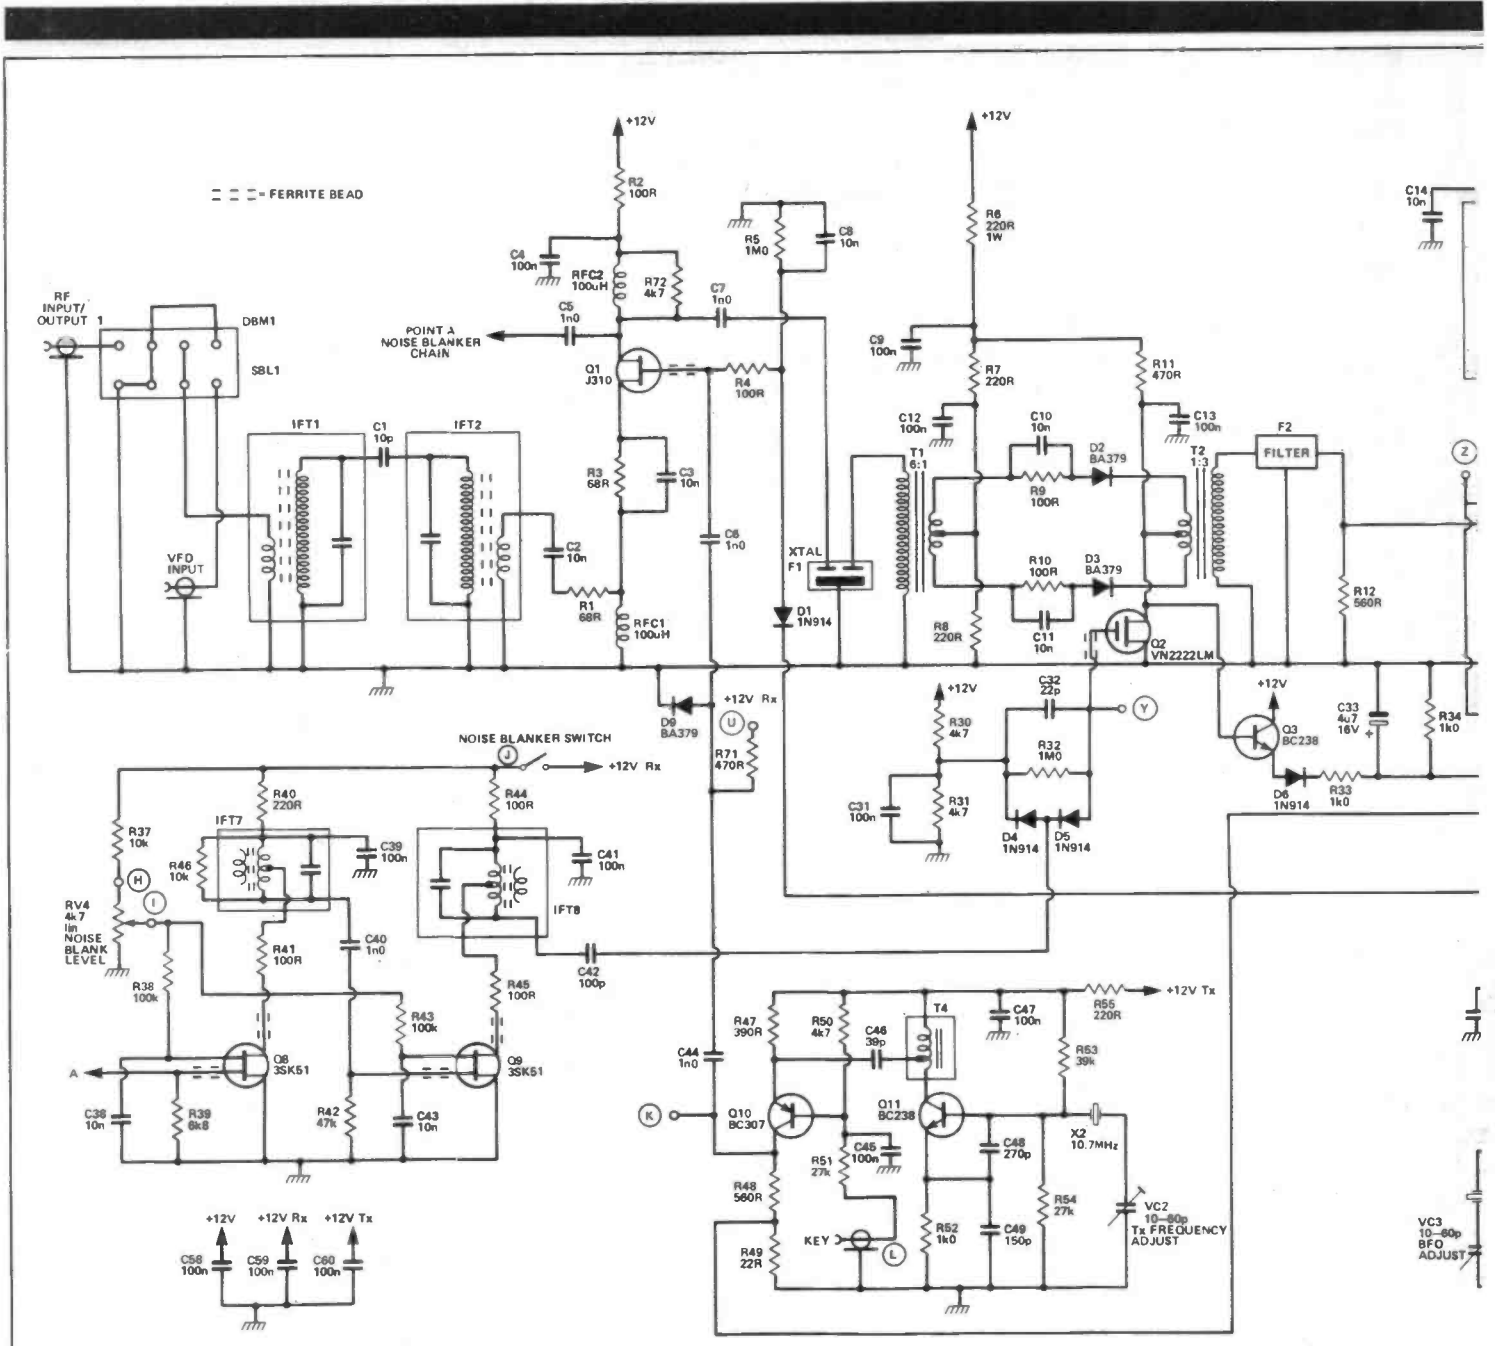 +12V
+12V
R2
100R
= FERRITE BEAD
C14
10n
R6
220R
1W
R5
1M0
C8
10n
C4
100n
RFC2
100uH
R72
4k7
C7
1n0
RF
INPUT/
OUTPUT 1
DBM1
C5
1n0
POINT A
NOISE BLANKER
CHAIN
C9
100n
R7
220R
R11
470R
SBL1
Q1
J310
R4
100R
C12
100n
C10
10n
C13
100n
IFT1
C1
10p
IFT2
D2
BA379
F2
FILTER
T1
6:1
T2
1:3
Z
R3
68R
C3
10n
R9
100R
C6
1n0
C2
10n
VFD
INPUT
XTAL
F1
R10
100R
D3
BA379
R12
560R
R1
68R
D1
1N914
RFC1
100uH
R8
220R
C11
10n
Q2
VN2222LM
C32
22p
+12V
+12V
+12V Rx
D9
BA379
U
R30
4k7
Y
C33
4u7
16V
+
R34
1k0
Q3
BC238
NOISE BLANKER SWITCH
J
R71
470R
R32
1M0
+12V Rx
D6
1N914
R33
1k0
R40
220R
R44
100R
C31
100n
R31
4k7
IFT7
R37
10k
D4
1N914
D5
1N914
R46
10k
C39
100n
C41
100n
H
I
RV4
4k7
lin
NOISE
BLANK
LEVEL
IFT8
R41
100R
C40
1n0
C42
100p
R38
100k
R45
100R
+12V Tx
R55
220R
R43
100k
R47
390R
R50
4k7
T4
C47
100n
C46
39p
C44
1n0
R53
39k
Q8
3SK51
Q9
3SK51
A
C38
10n
R39
6k8
R42
47k
C43
10n
K
Q10
BC307
Q11
BC238
X2
10.7MHz
C45
100n
C48
270p
R51
27k
R48
560R
R54
27k
VC2
10—60p
Tx FREQUENCY
ADJUST
+12V
+12V Rx
+12V Tx
R52
1k0
C49
150p
VC3
10—60p
BFO
ADJUST
KEY
L
R49
22R
C58
100n
C59
100n
C60
100n